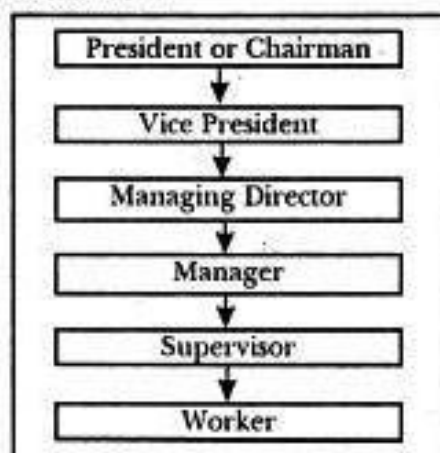 President or Chairman
Vice President
Managing Director
Manager
Supervisor
Worker